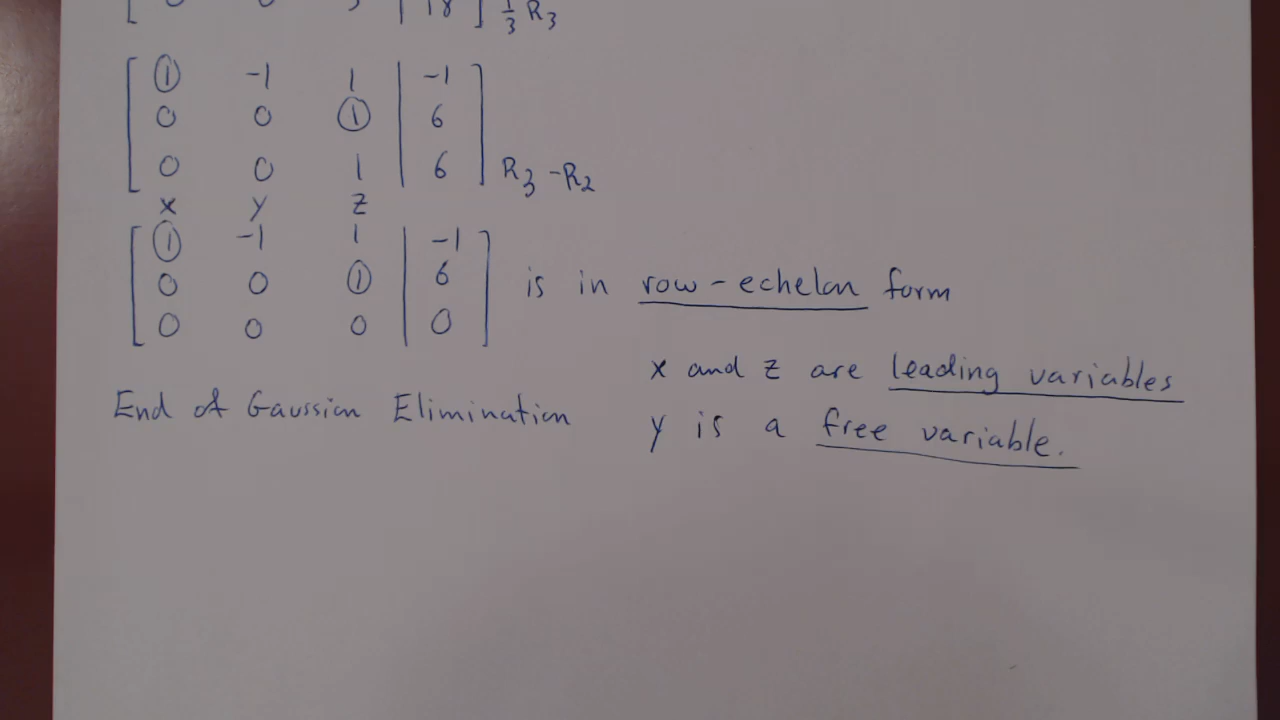 18 ] 1/3 R3
[ 1 -1 1 | -1 ]
[ 0 0 1 | 6 ]
[ 0 0 1 | 6 ] R3 - R2
x y z
[ 1 -1 1 | -1 ]
[ 0 0 1 | 6 ] is in row-echelon form
[ 0 0 0 | 0 ]
x and z are leading variables
End of Gaussian Elimination
y is a free variable.